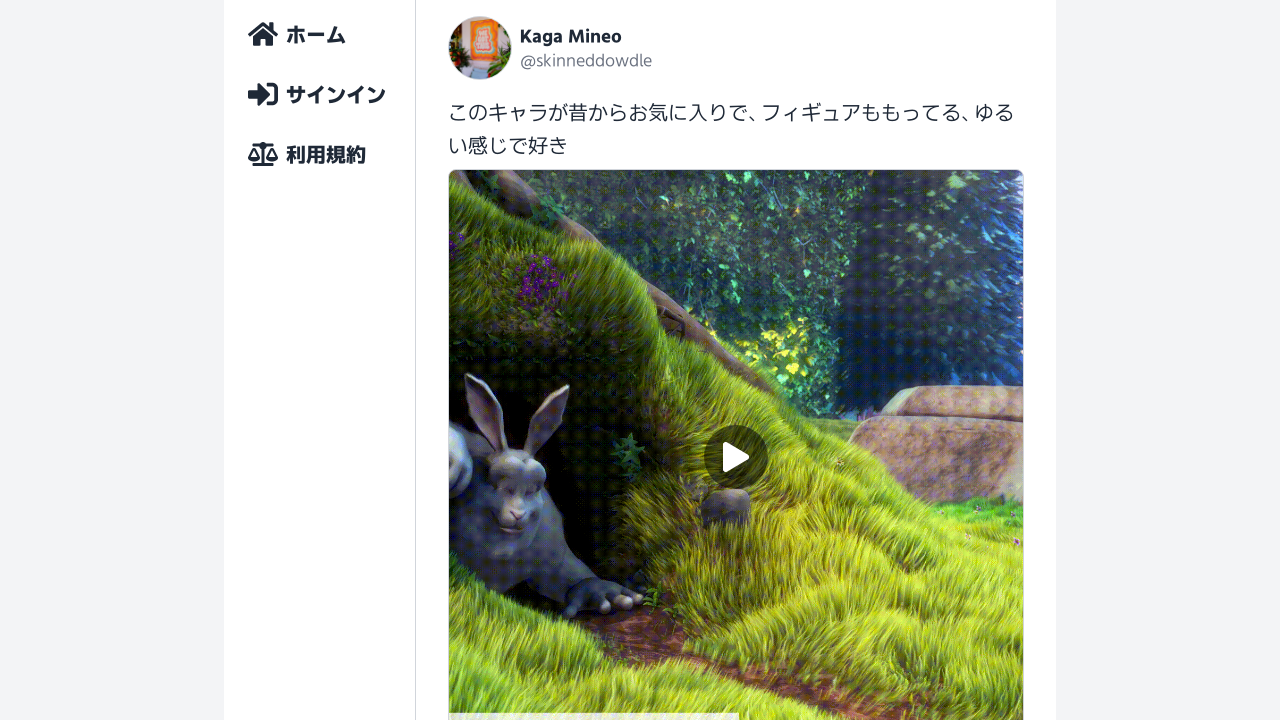 ホーム
サインイン
利用規約
Kaga Mineo
@skinneddowdle
このキャラが昔からお気に入りで、フィギュアももってる、ゆる
い感じで好き